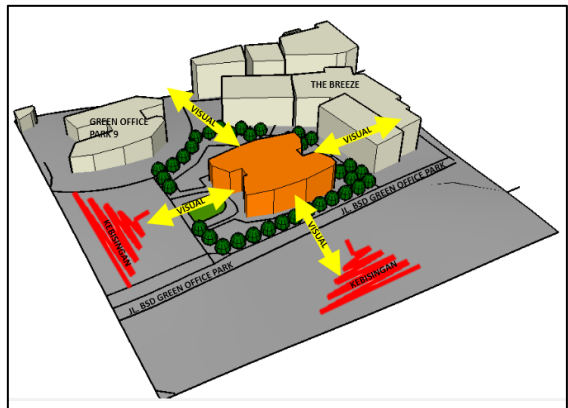 THE BREEZE
GREEN OFFICE
PARK 9
VISUAL
VISUAL
VISUAL
VISUAL
KEBISINGAN
KEBISINGAN
JL. BSD GREEN OFFICE PARK
JL. BSD GREEN OFFICE PARK